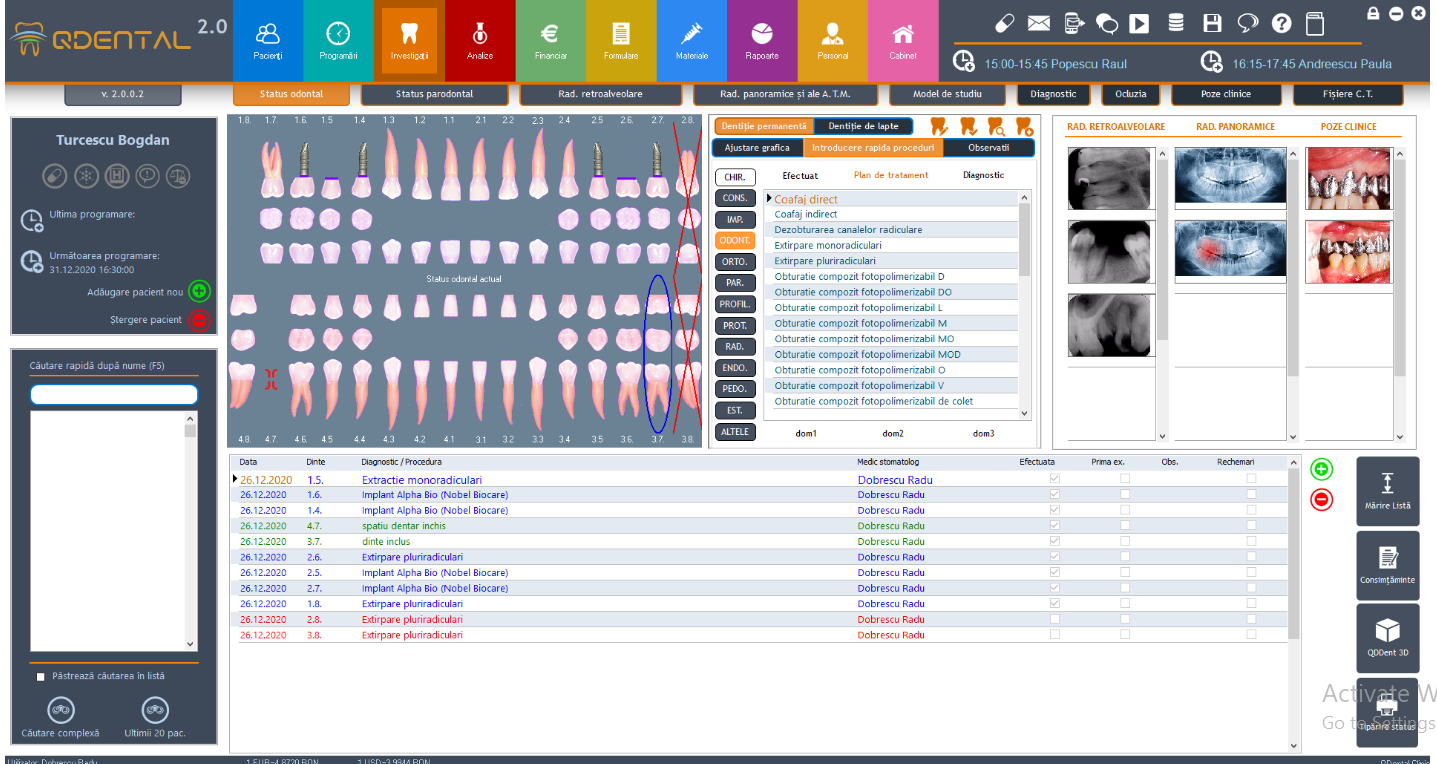 QDENTAL 2.0
Pacienți
Programări
Investigații
Analize
Financiar
Formulare
Materiale
Rapoarte
Personal
Cabinet
15:00-15:45 Popescu Raul
16:15-17:45 Andreescu Paula
v. 2.0.0.2
Status odontal
Status parodontal
Rad. retroalveolare
Rad. panoramice și ale A.T.M.
Model de studiu
Diagnostic
Ocluzia
Poze clinice
Fișiere C.T.
Turcescu Bogdan
Ultima programare:
Următoarea programare:
31.12.2020 16:30:00
Adăugare pacient nou
Ștergere pacient
Căutare rapidă după nume (F5)
Păstrează căutarea în listă
Căutare complexă
Ultimii 20 pac.
1.8. 1.7. 1.6. 1.5. 1.4. 1.3. 1.2. 1.1. 2.1. 2.2. 2.3 2.4. 2.5. 2.6. 2.7. 2.8.
Status odontal actual
4.8. 4.7. 4.6. 4.5. 4.4. 4.3 4.2. 4.1 3.1 3.2. 3.3. 3.4. 3.5. 3.6. 3.7. 3.8.
Dentiție permanentă
Dentiție de lapte
Ajustare grafica
Introducere rapida proceduri
Observatii
CHIR.
CONS.
IMP.
ODONT.
ORTO.
PAR.
PROFIL.
PROT.
RAD.
ENDO.
PEDO.
EST.
ALTELE
Efectuat
Plan de tratament
Diagnostic
Coafaj direct
Coafaj indirect
Dezobturarea canalelor radiculare
Extirpare monoradiculari
Extirpare pluriradiculari
Obturatie compozit fotopolimerizabil D
Obturatie compozit fotopolimerizabil DO
Obturatie compozit fotopolimerizabil L
Obturatie compozit fotopolimerizabil M
Obturatie compozit fotopolimerizabil MO
Obturatie compozit fotopolimerizabil MOD
Obturatie compozit fotopolimerizabil O
Obturatie compozit fotopolimerizabil V
Obturatie compozit fotopolimerizabil de colet
dom1
dom2
dom3
RAD. RETROALVEOLARE
RAD. PANORAMICE
POZE CLINICE
Data Dinte Diagnostic / Procedura Medic stomatolog Efectuata Prima ex. Obs. Rechemari
26.12.2020 1.5. Extractie monoradiculari Dobrescu Radu
26.12.2020 1.6. Implant Alpha Bio (Nobel Biocare) Dobrescu Radu
26.12.2020 1.4. Implant Alpha Bio (Nobel Biocare) Dobrescu Radu
26.12.2020 4.7. spatiu dentar inchis Dobrescu Radu
26.12.2020 3.7. dinte inclus Dobrescu Radu
26.12.2020 2.6. Extirpare pluriradiculari Dobrescu Radu
26.12.2020 2.5. Implant Alpha Bio (Nobel Biocare) Dobrescu Radu
26.12.2020 2.7. Implant Alpha Bio (Nobel Biocare) Dobrescu Radu
26.12.2020 1.8. Extirpare pluriradiculari Dobrescu Radu
26.12.2020 2.8. Extirpare pluriradiculari Dobrescu Radu
26.12.2020 3.8. Extirpare pluriradiculari Dobrescu Radu
Mărire Listă
Consimțăminte
QDDent 3D
Tipărire status
Activate W
Go to Settings
Utilizator: Dobrescu Radu
1 EUR=4.8720 RON
1 USD=3.9944 RON
QDental Clinic